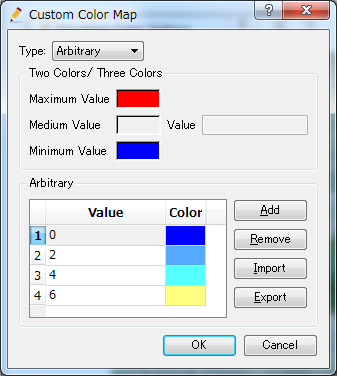 Custom Color Map
?
Type: Arbitrary
Two Colors/ Three Colors
Maximum Value
Medium Value Value
Minimum Value
Arbitrary
Value Color
1 0
2 2
3 4
4 6
Add
Remove
Import
Export
OK Cancel